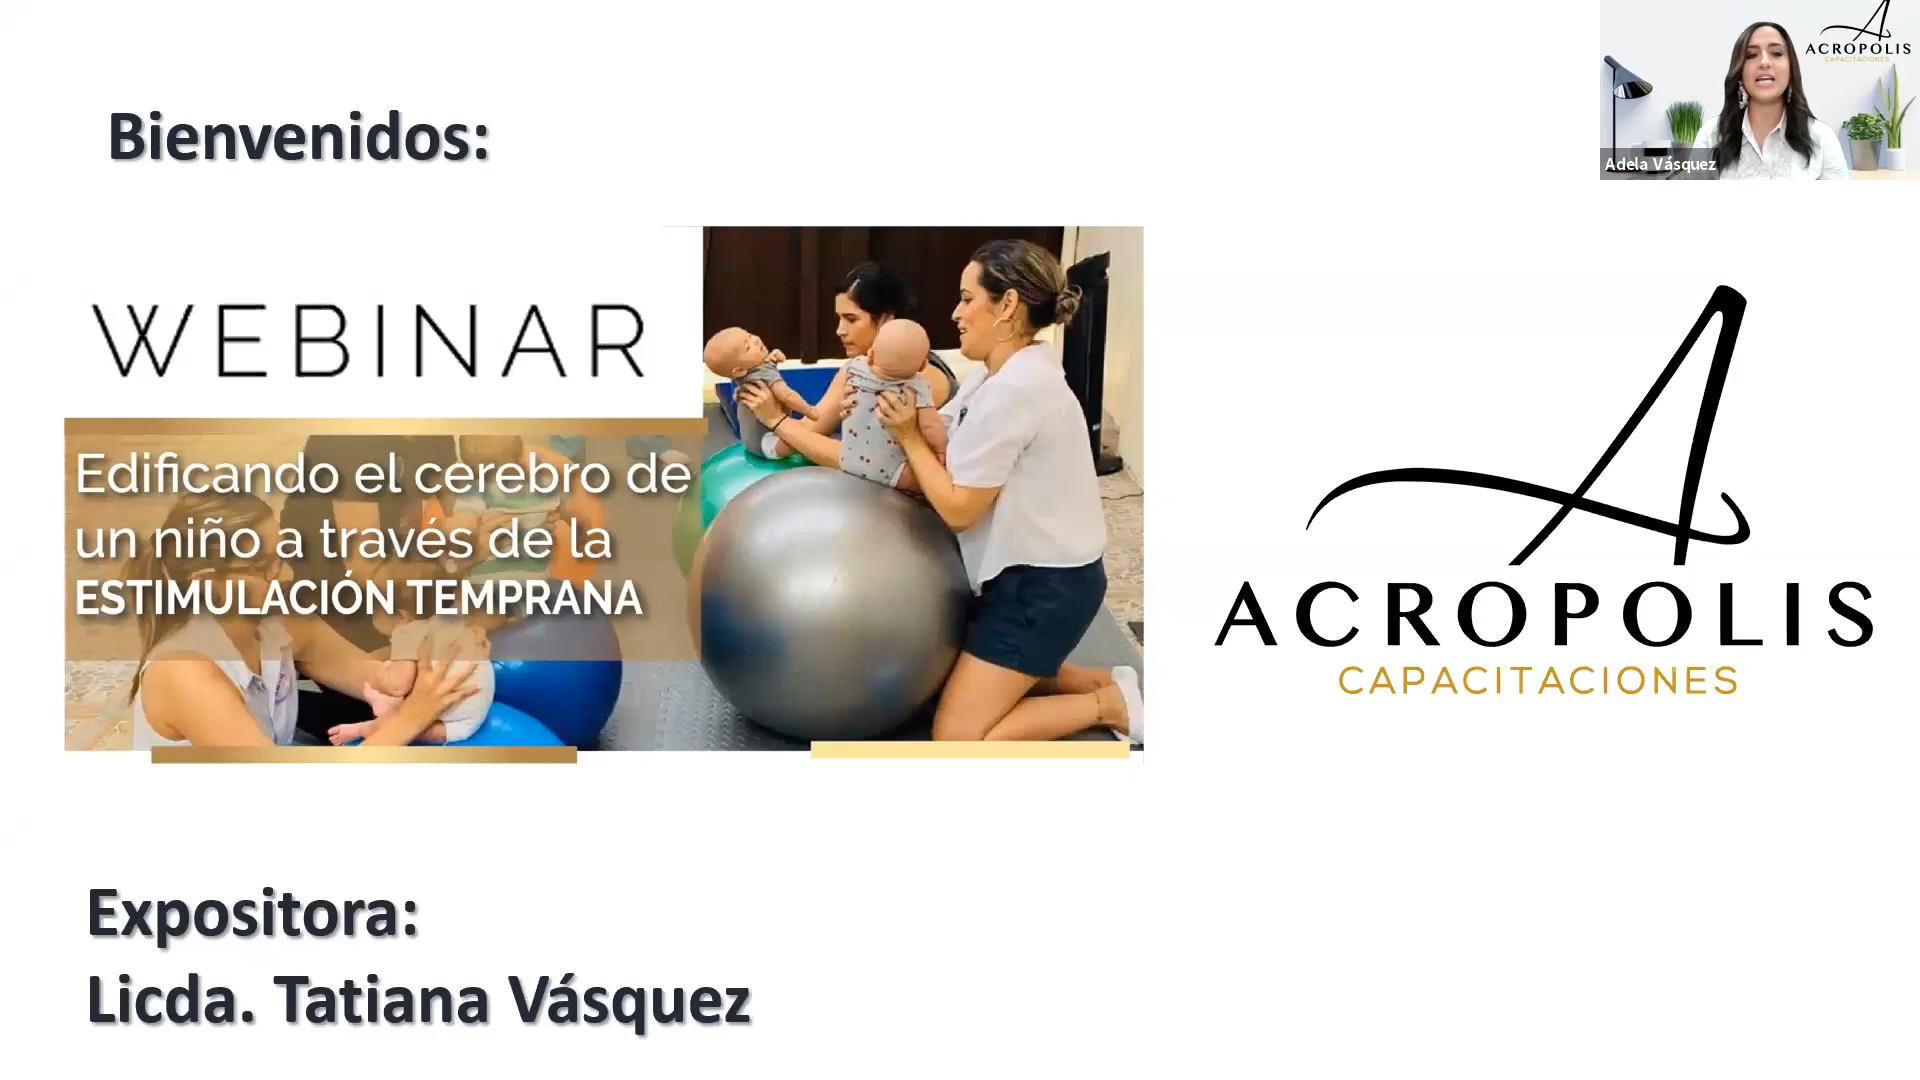 Bienvenidos:
ACROPOLIS
CAPACITACIONES
Adela Vásquez
WEBINAR
Edificando el cerebro de
un niño a través de la
ESTIMULACIÓN TEMPRANA
ACROPOLIS
CAPACITACIONES
Expositora:
Licda. Tatiana Vásquez